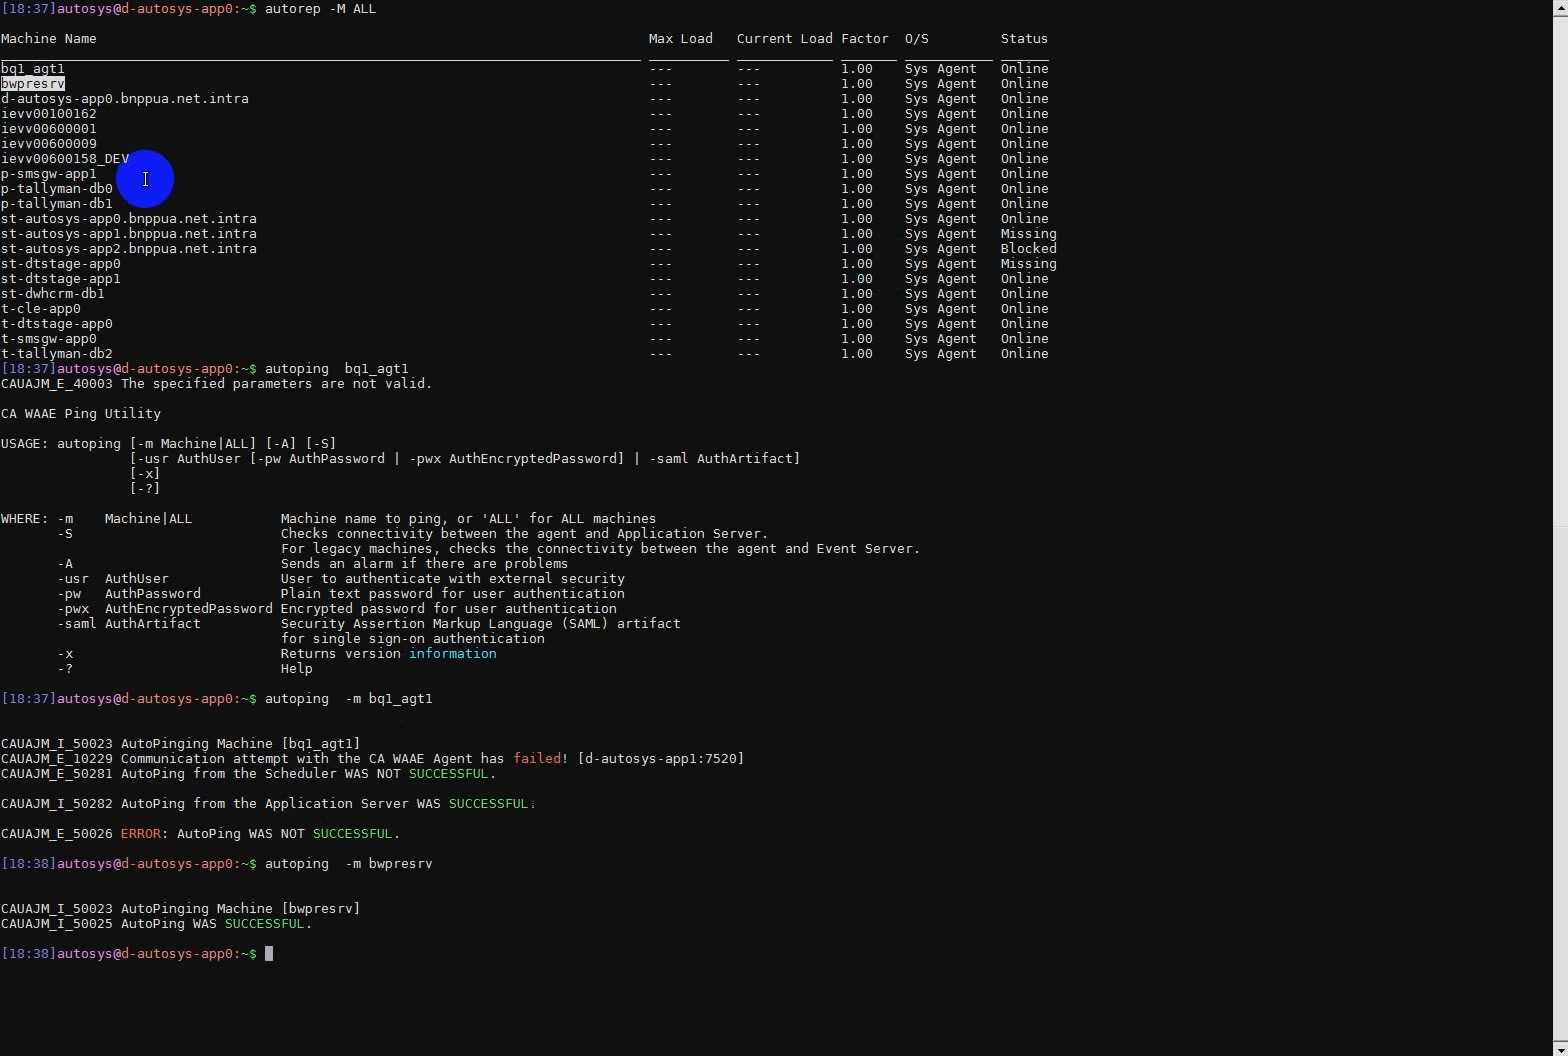 [18:37]autosys@d-autosys-app0:~$ autorep -M ALL
Machine Name Max Load Current Load Factor O/S Status
bq1_agt1 --- --- 1.00 Sys Agent Online
bwpresrv --- --- 1.00 Sys Agent Online
d-autosys-app0.bnppua.net.intra --- --- 1.00 Sys Agent Online
ievv00100162 --- --- 1.00 Sys Agent Online
ievv00600001 --- --- 1.00 Sys Agent Online
ievv00600009 --- --- 1.00 Sys Agent Online
ievv00600158_DEV --- --- 1.00 Sys Agent Online
p-smsgw-app1 --- --- 1.00 Sys Agent Online
p-tallyman-db0 --- --- 1.00 Sys Agent Online
p-tallyman-db1 --- --- 1.00 Sys Agent Online
st-autosys-app0.bnppua.net.intra --- --- 1.00 Sys Agent Online
st-autosys-app1.bnppua.net.intra --- --- 1.00 Sys Agent Missing
st-autosys-app2.bnppua.net.intra --- --- 1.00 Sys Agent Blocked
st-dtstage-app0 --- --- 1.00 Sys Agent Missing
st-dtstage-app1 --- --- 1.00 Sys Agent Online
st-dwhcrm-db1 --- --- 1.00 Sys Agent Online
t-cle-app0 --- --- 1.00 Sys Agent Online
t-dtstage-app0 --- --- 1.00 Sys Agent Online
t-smsgw-app0 --- --- 1.00 Sys Agent Online
t-tallyman-db2 --- --- 1.00 Sys Agent Online
[18:37]autosys@d-autosys-app0:~$ autoping  bq1_agt1
CAUAJM_E_40003 The specified parameters are not valid.
CA WAAE Ping Utility
USAGE: autoping [-m Machine|ALL] [-A] [-S]
[-usr AuthUser [-pw AuthPassword | -pwx AuthEncryptedPassword] | -saml AuthArtifact]
[-x]
[-?]
WHERE: -m Machine|ALL Machine name to ping, or 'ALL' for ALL machines
-S Checks connectivity between the agent and Application Server.
For legacy machines, checks the connectivity between the agent and Event Server.
-A Sends an alarm if there are problems
-usr AuthUser User to authenticate with external security
-pw AuthPassword Plain text password for user authentication
-pwx AuthEncryptedPassword Encrypted password for user authentication
-saml AuthArtifact Security Assertion Markup Language (SAML) artifact
for single sign-on authentication
-x Returns version information
-? Help
[18:37]autosys@d-autosys-app0:~$ autoping  -m bq1_agt1
CAUAJM_I_50023 AutoPinging Machine [bq1_agt1]
CAUAJM_E_10229 Communication attempt with the CA WAAE Agent has failed! [d-autosys-app1:7520]
CAUAJM_E_50281 AutoPing from the Scheduler WAS NOT SUCCESSFUL.
CAUAJM_I_50282 AutoPing from the Application Server WAS SUCCESSFUL.
CAUAJM_E_50026 ERROR: AutoPing WAS NOT SUCCESSFUL.
[18:38]autosys@d-autosys-app0:~$ autoping  -m bwpresrv
CAUAJM_I_50023 AutoPinging Machine [bwpresrv]
CAUAJM_I_50025 AutoPing WAS SUCCESSFUL.
[18:38]autosys@d-autosys-app0:~$